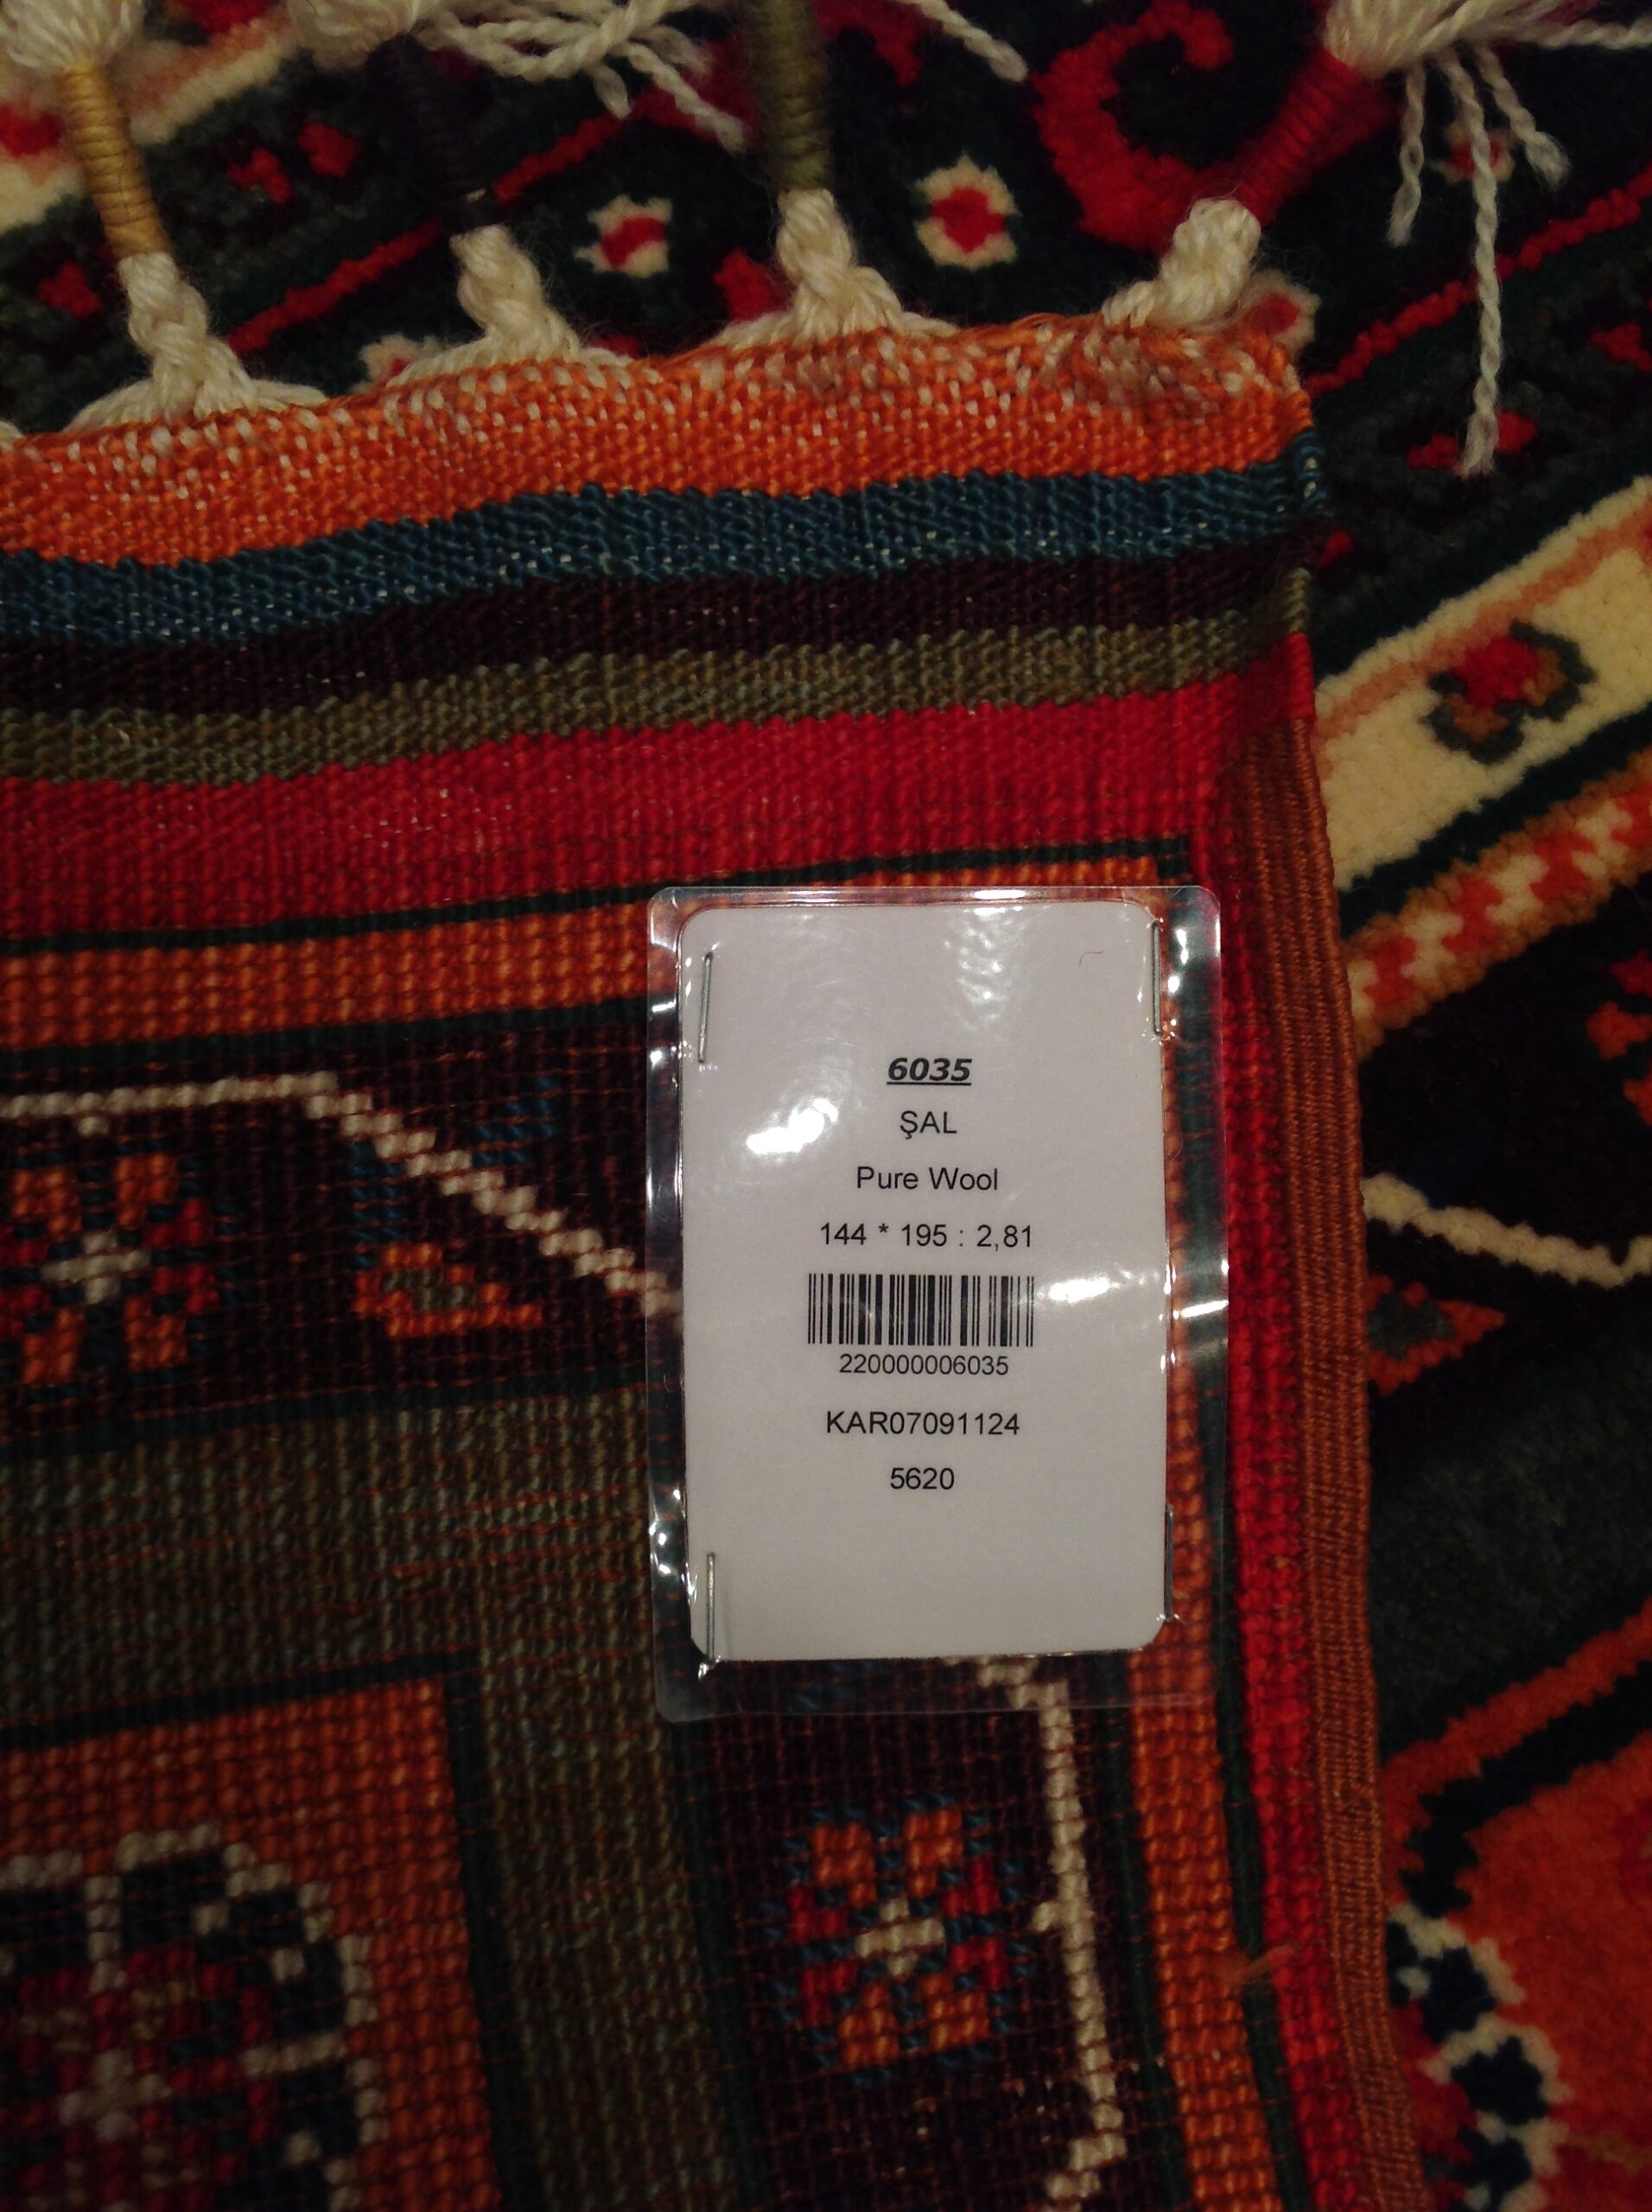 6035
ŞAL
Pure Wool
144 * 195 : 2,81
220000006035
KAR07091124
5620